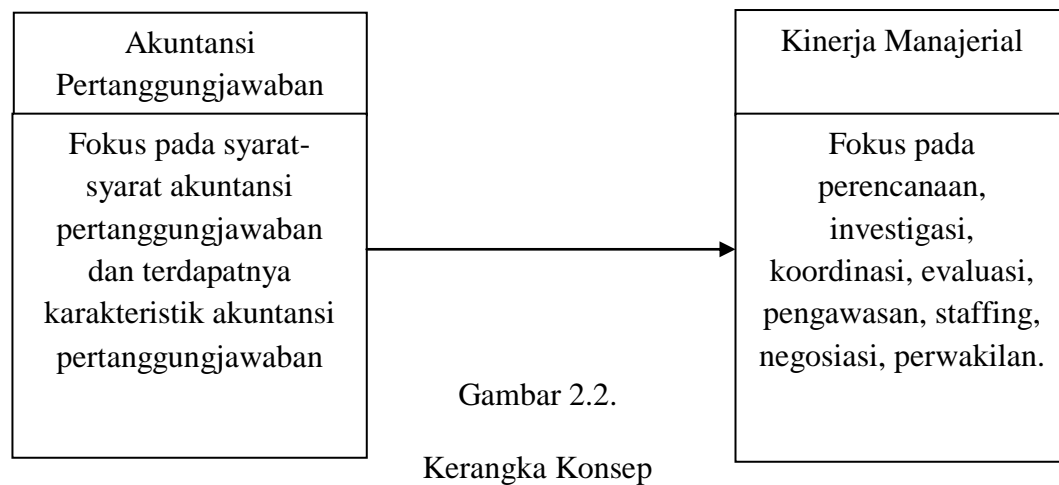 Akuntansi
Pertanggungjawaban
Fokus pada syarat-
syarat akuntansi
pertanggungjawaban
dan terdapatnya
karakteristik akuntansi
pertanggungjawaban
Kinerja Manajerial
Fokus pada
perencanaan,
investigasi,
koordinasi, evaluasi,
pengawasan, staffing,
negosiasi, perwakilan.
Gambar 2.2.
Kerangka Konsep